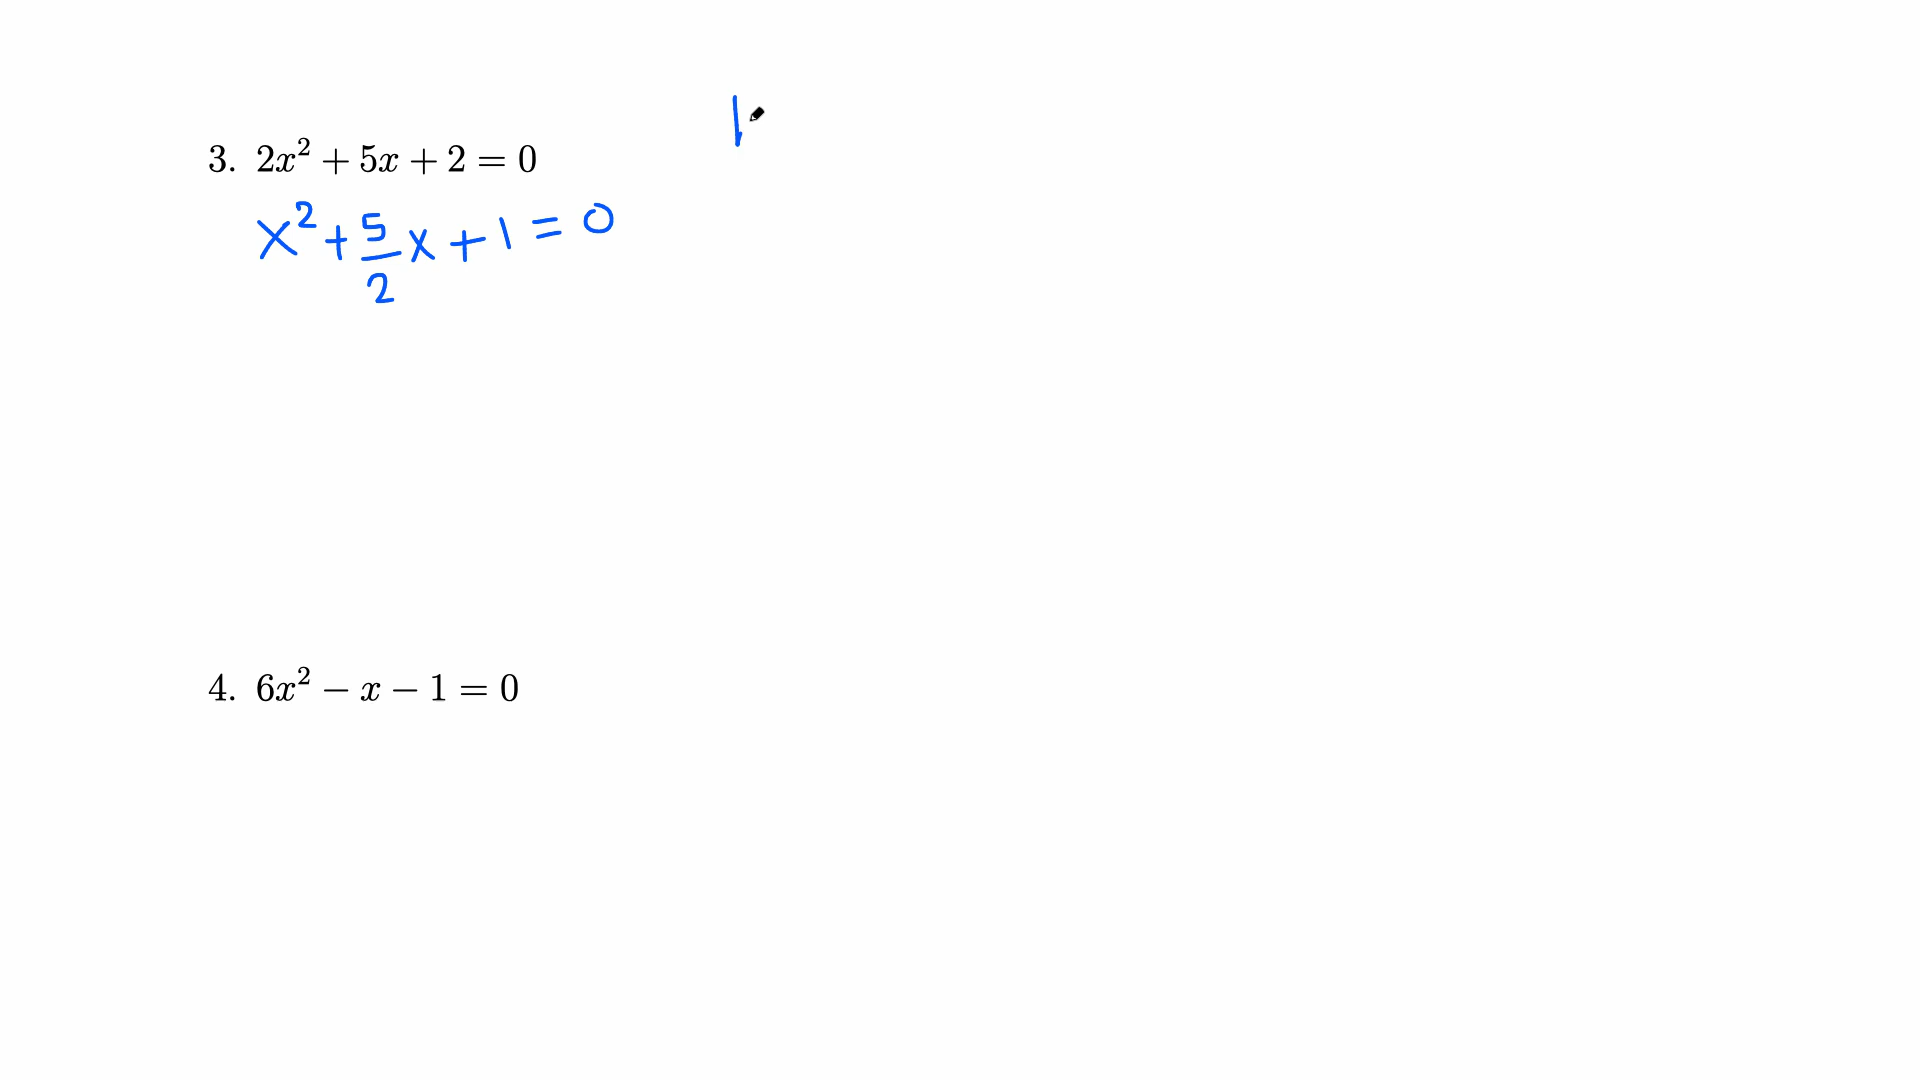 3. 2x² + 5x + 2 = 0
x² + 5/2 x + 1 = 0
4. 6x² − x − 1 = 0